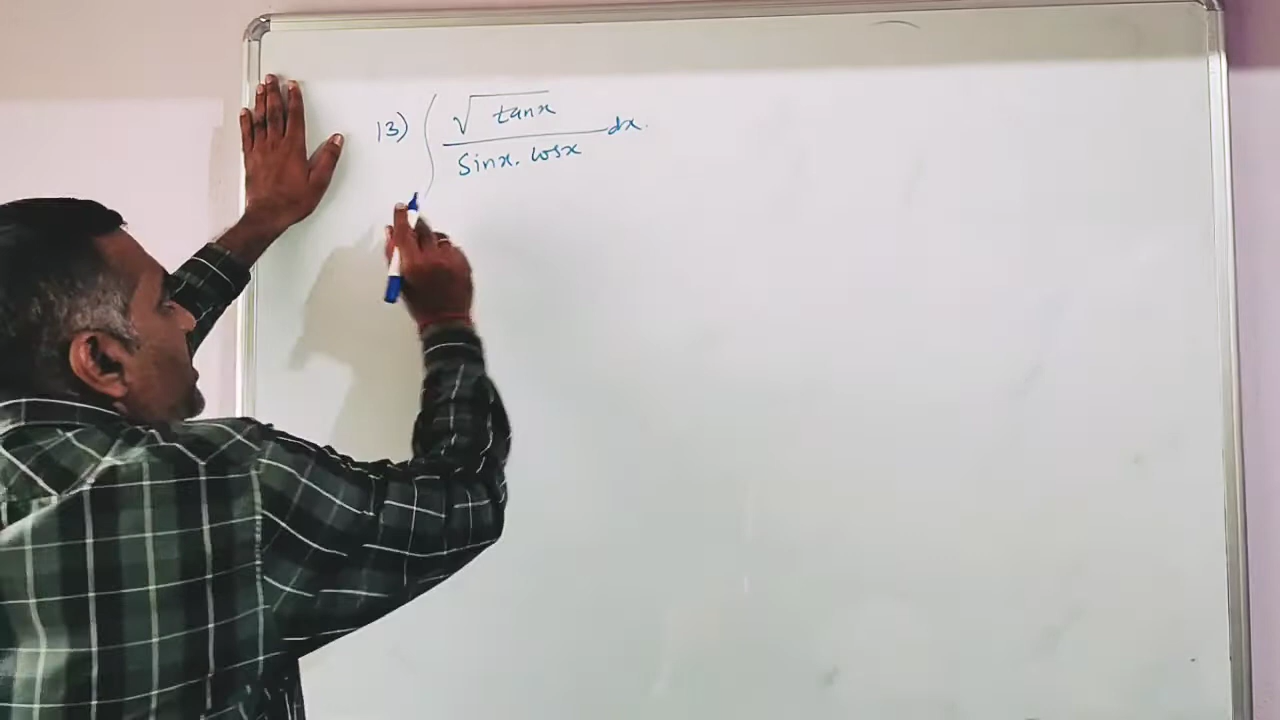 13) ∫ √tanx / Sinx. cosx dx.